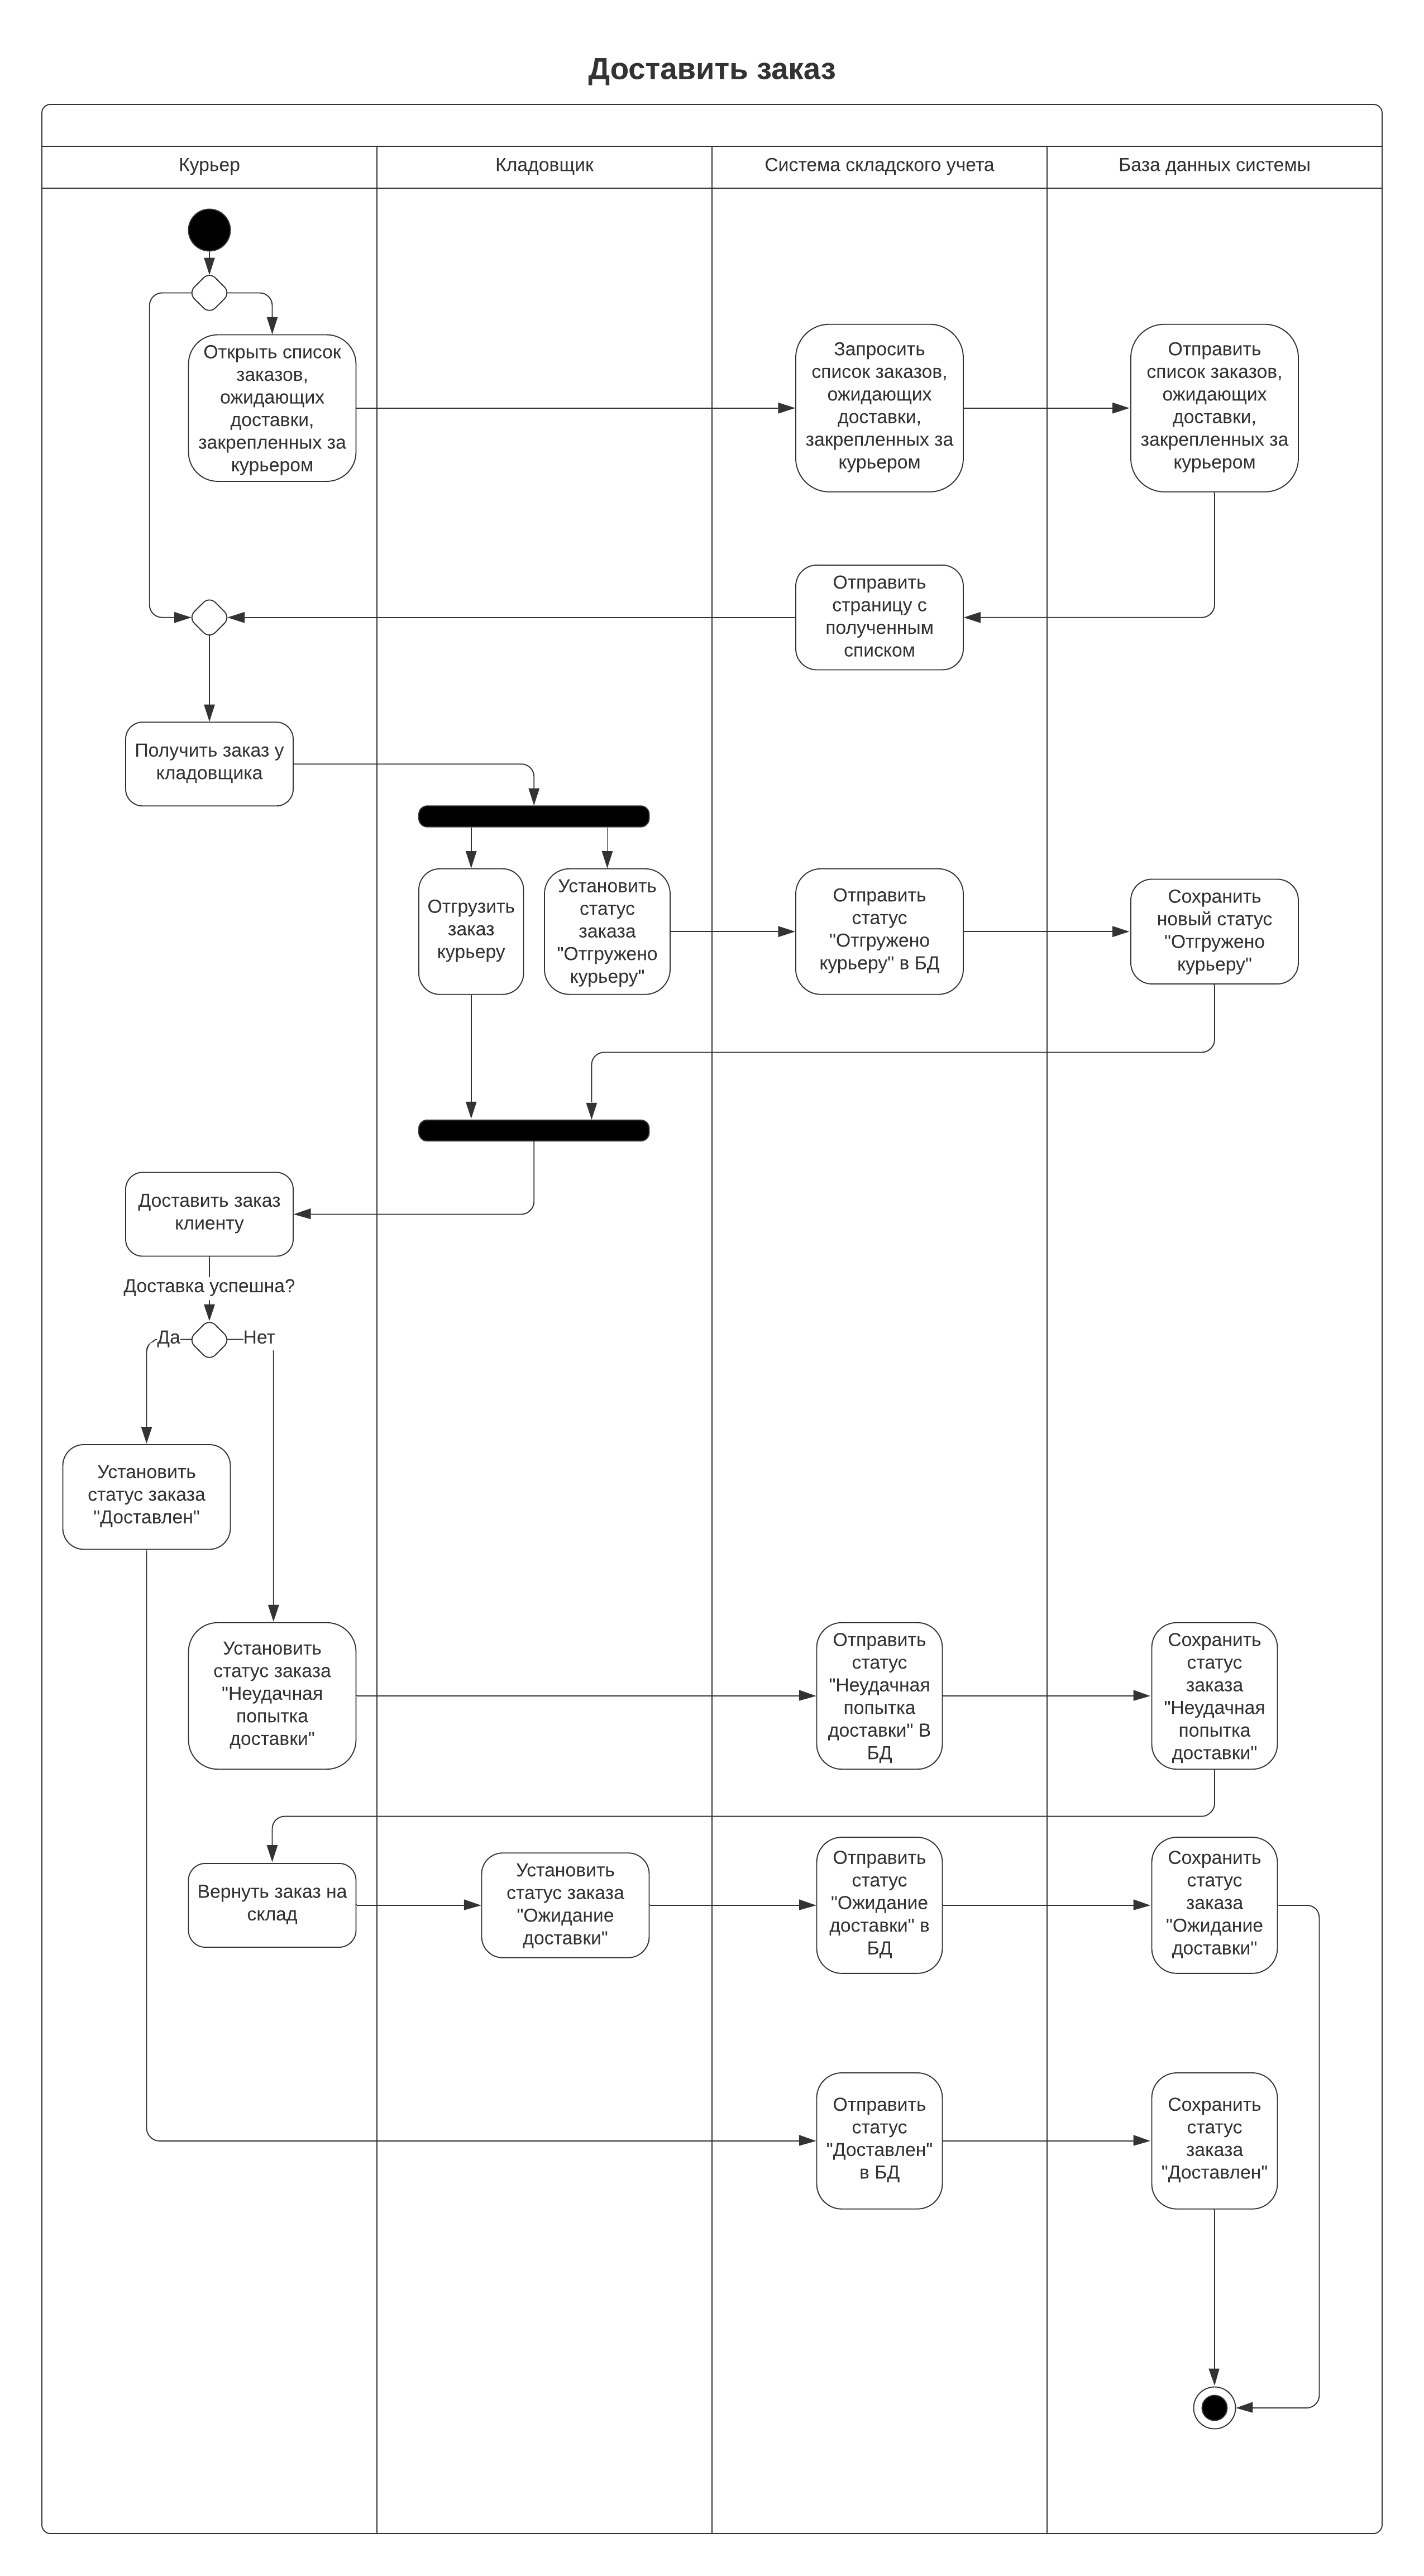 Доставить заказ
Курьер
Кладовщик
Система складского учета
База данных системы
Открыть список
заказов,
ожидающих
доставки,
закрепленных за
курьером
Запросить
список заказов,
ожидающих
доставки,
закрепленных за
курьером
Отправить
список заказов,
ожидающих
доставки,
закрепленных за
курьером
Отправить
страницу с
полученным
списком
Получить заказ у
кладовщика
Отгрузить
заказ
курьеру
Установить
статус
заказа
"Отгружено
курьеру"
Отправить
статус
"Отгружено
курьеру" в БД
Сохранить
новый статус
"Отгружено
курьеру"
Доставить заказ
клиенту
Доставка успешна?
Да
Нет
Установить
статус заказа
"Доставлен"
Установить
статус заказа
"Неудачная
попытка
доставки"
Отправить
статус
"Неудачная
попытка
доставки" В
БД
Сохранить
статус
заказа
"Неудачная
попытка
доставки"
Вернуть заказ на
склад
Установить
статус заказа
"Ожидание
доставки"
Отправить
статус
"Ожидание
доставки" в
БД
Сохранить
статус
заказа
"Ожидание
доставки"
Отправить
статус
"Доставлен"
в БД
Сохранить
статус
заказа
"Доставлен"